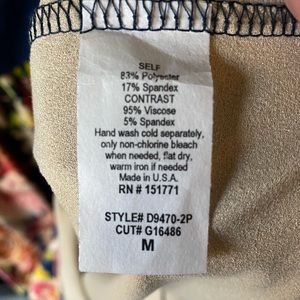 SELF
83% Polyester
17% Spandex
CONTRAST
95% Viscose
5% Spandex
Hand wash cold separately,
only non-chlorine bleach
when needed, flat dry,
warm iron if needed
Made in U.S.A.
RN # 151771
STYLE# D9470-2P
CUT# G16486
M